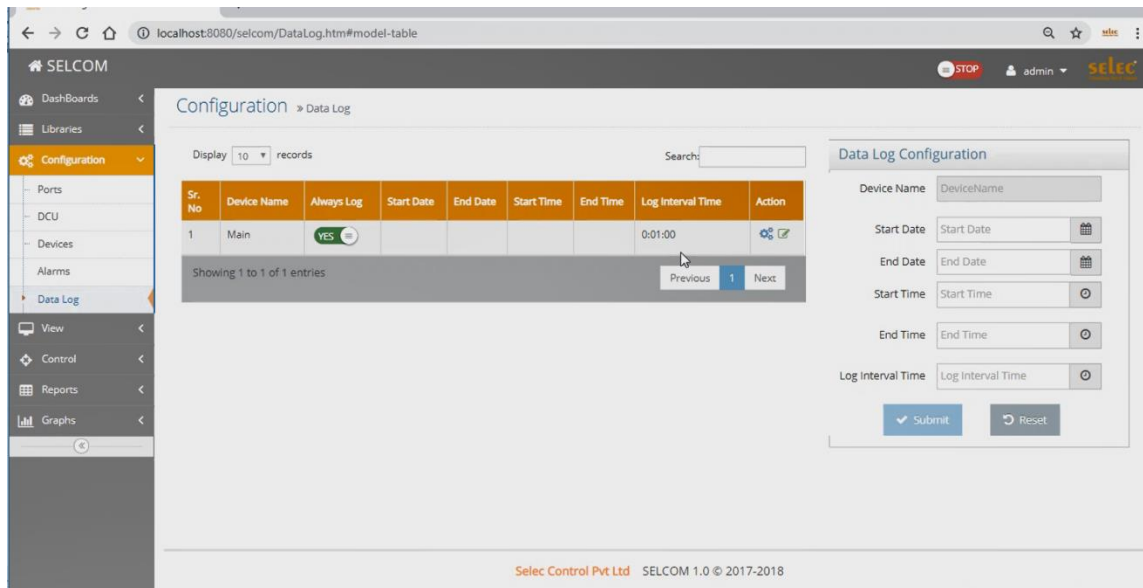 localhost:8080/selcom/DataLog.htm#model-table
selec
SELCOM
STOP
admin
selec
DashBoards
Libraries
Configuration
Ports
DCU
Devices
Alarms
Data Log
View
Control
Reports
Graphs
Configuration » Data Log
Display 10 records
Search:
Sr. No Device Name Always Log Start Date End Date Start Time End Time Log Interval Time Action
1 Main YES 0:01:00
Showing 1 to 1 of 1 entries
Previous 1 Next
Data Log Configuration
Device Name DeviceName
Start Date Start Date
End Date End Date
Start Time Start Time
End Time End Time
Log Interval Time Log Interval Time
Submit Reset
Selec Control Pvt Ltd SELCOM 1.0 © 2017-2018